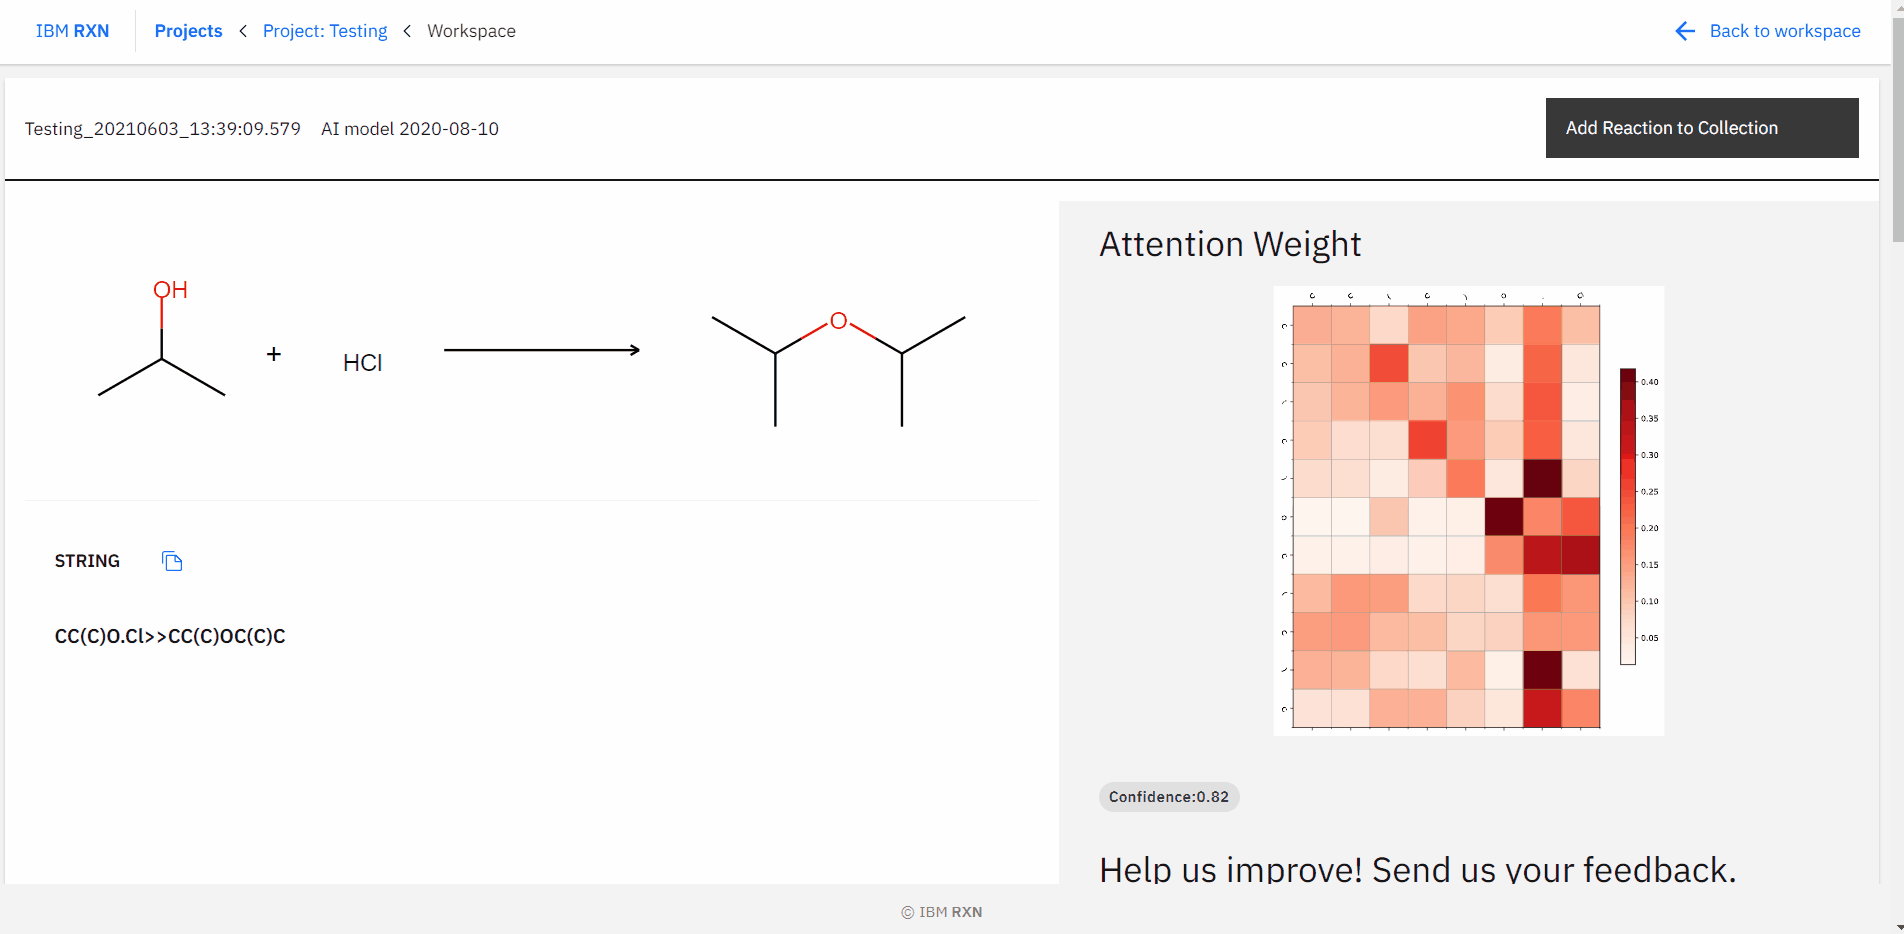 IBM RXN Projects < Project: Testing < Workspace Back to workspace
Testing_20210603_13:39:09.579 AI model 2020-08-10
Add Reaction to Collection
OH
+ HCl
O
STRING
CC(C)O.Cl>>CC(C)OC(C)C
Attention Weight
C C ( C ) O . Cl
C
C
(
C
)
O
C
(
C
)
C
0.40
0.35
0.30
0.25
0.20
0.15
0.10
0.05
Confidence:0.82
Help us improve! Send us your feedback.
© IBM RXN